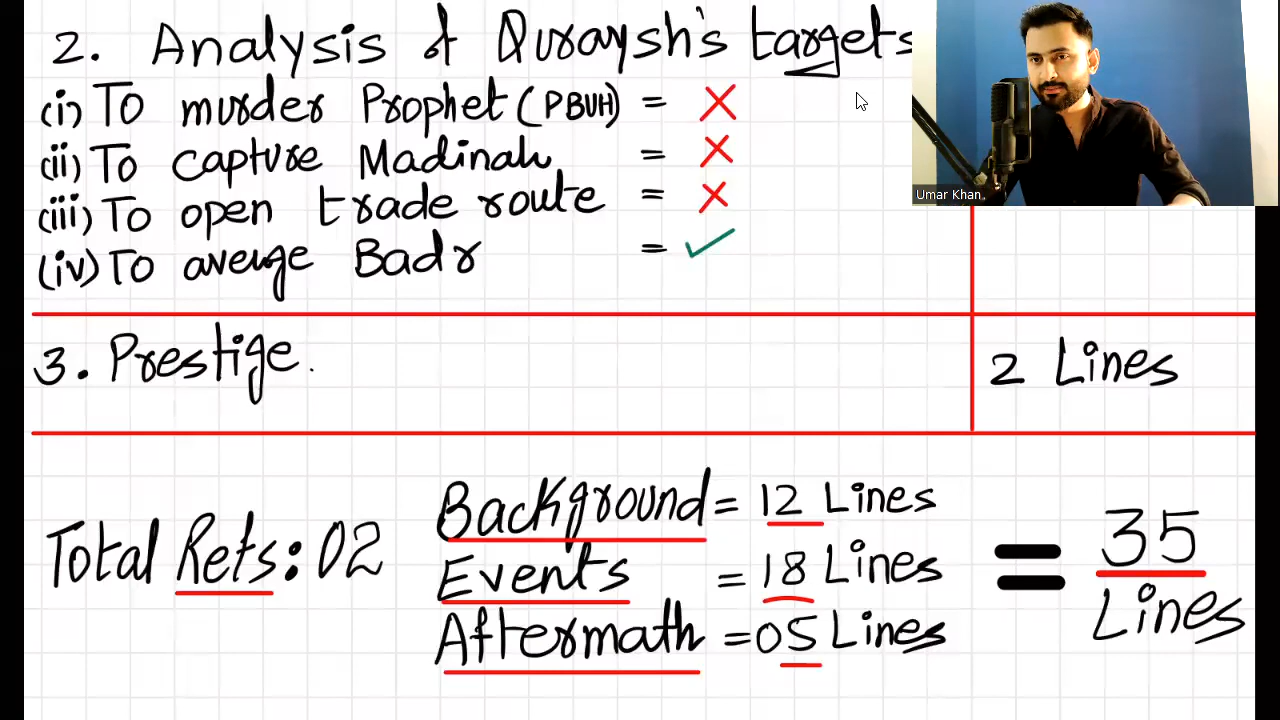 2. Analysis of Quraysh's targets
(i) To murder Prophet (PBUH) = ✗
(ii) To capture Madinah = ✗
(iii) To open trade route = ✗
(iv) To avenge Badr = ✓
Umar Khan
3. Prestige.
2 Lines
Total Refs: 02
Background = 12 Lines
Events = 18 Lines
Aftermath = 05 Lines
= 35 Lines